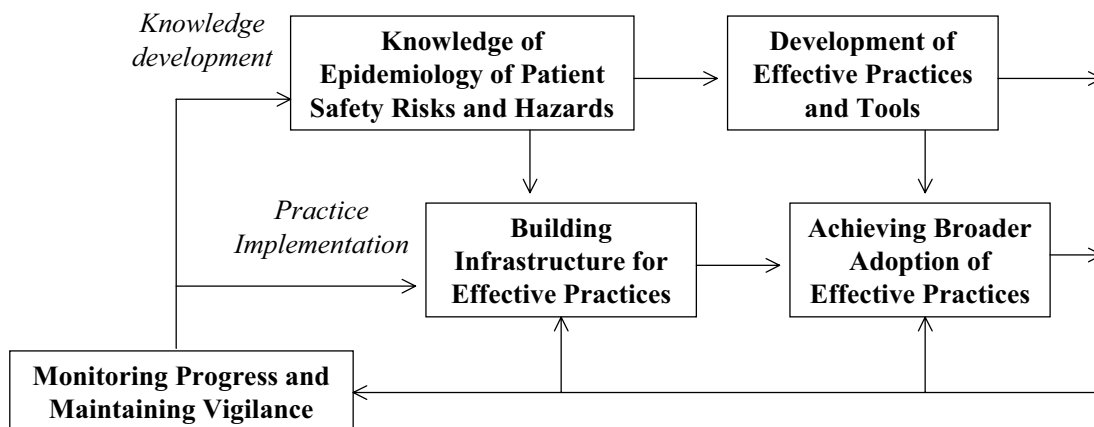 Knowledge
development
Knowledge of
Epidemiology of Patient
Safety Risks and Hazards
Development of
Effective Practices
and Tools
Practice
Implementation
Building
Infrastructure for
Effective Practices
Achieving Broader
Adoption of
Effective Practices
Monitoring Progress and
Maintaining Vigilance